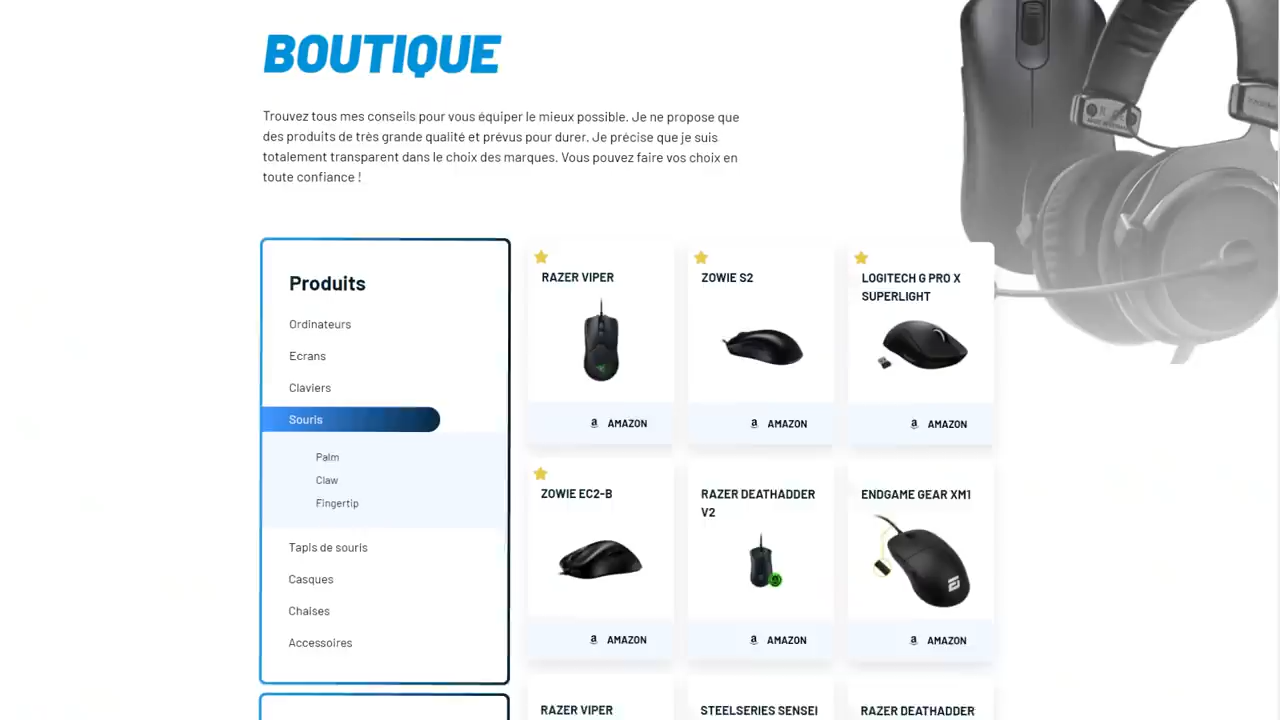 BOUTIQUE
Trouvez tous mes conseils pour vous équiper le mieux possible. Je ne propose que
des produits de très grande qualité et prévus pour durer. Je précise que je suis
totalement transparent dans le choix des marques. Vous pouvez faire vos choix en
toute confiance !
Produits
Ordinateurs
Ecrans
Claviers
Souris
Palm
Claw
Fingertip
Tapis de souris
Casques
Chaises
Accessoires
RAZER VIPER
AMAZON
ZOWIE S2
AMAZON
LOGITECH G PRO X
SUPERLIGHT
AMAZON
ZOWIE EC2-B
AMAZON
RAZER DEATHADDER
V2
AMAZON
ENDGAME GEAR XM1
AMAZON
RAZER VIPER
STEELSERIES SENSEI
RAZER DEATHADDER